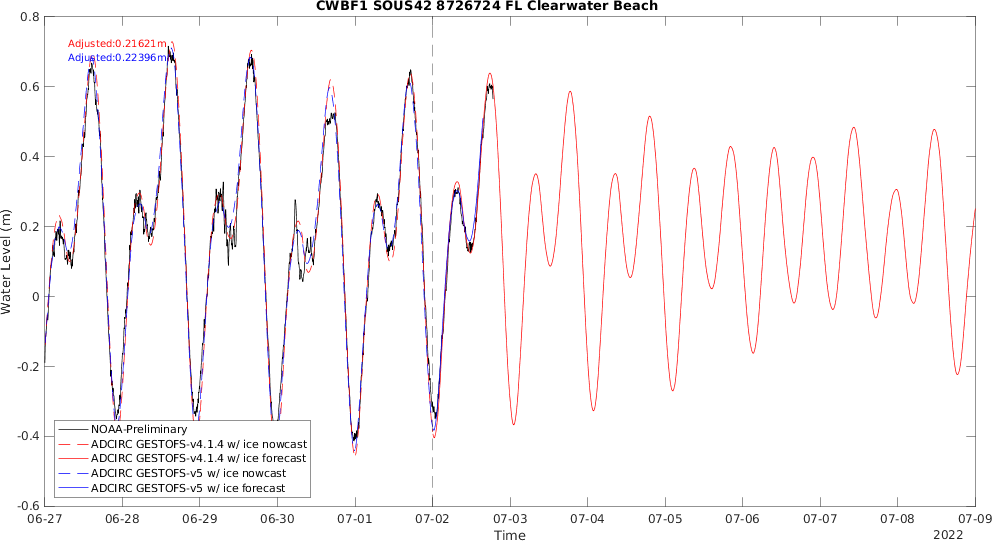 CWBF1 SOUS42 8726724 FL Clearwater Beach
0.8
0.6
0.4
0.2
0
-0.2
-0.4
-0.6
Water Level (m)
Adjusted:0.21621m
Adjusted:0.22396m
NOAA-Preliminary
ADCIRC GESTOFS-v4.1.4 w/ ice nowcast
ADCIRC GESTOFS-v4.1.4 w/ ice forecast
ADCIRC GESTOFS-v5 w/ ice nowcast
ADCIRC GESTOFS-v5 w/ ice forecast
06-27 06-28 06-29 06-30 07-01 07-02 07-03 07-04 07-05 07-06 07-07 07-08 07-09
Time
2022